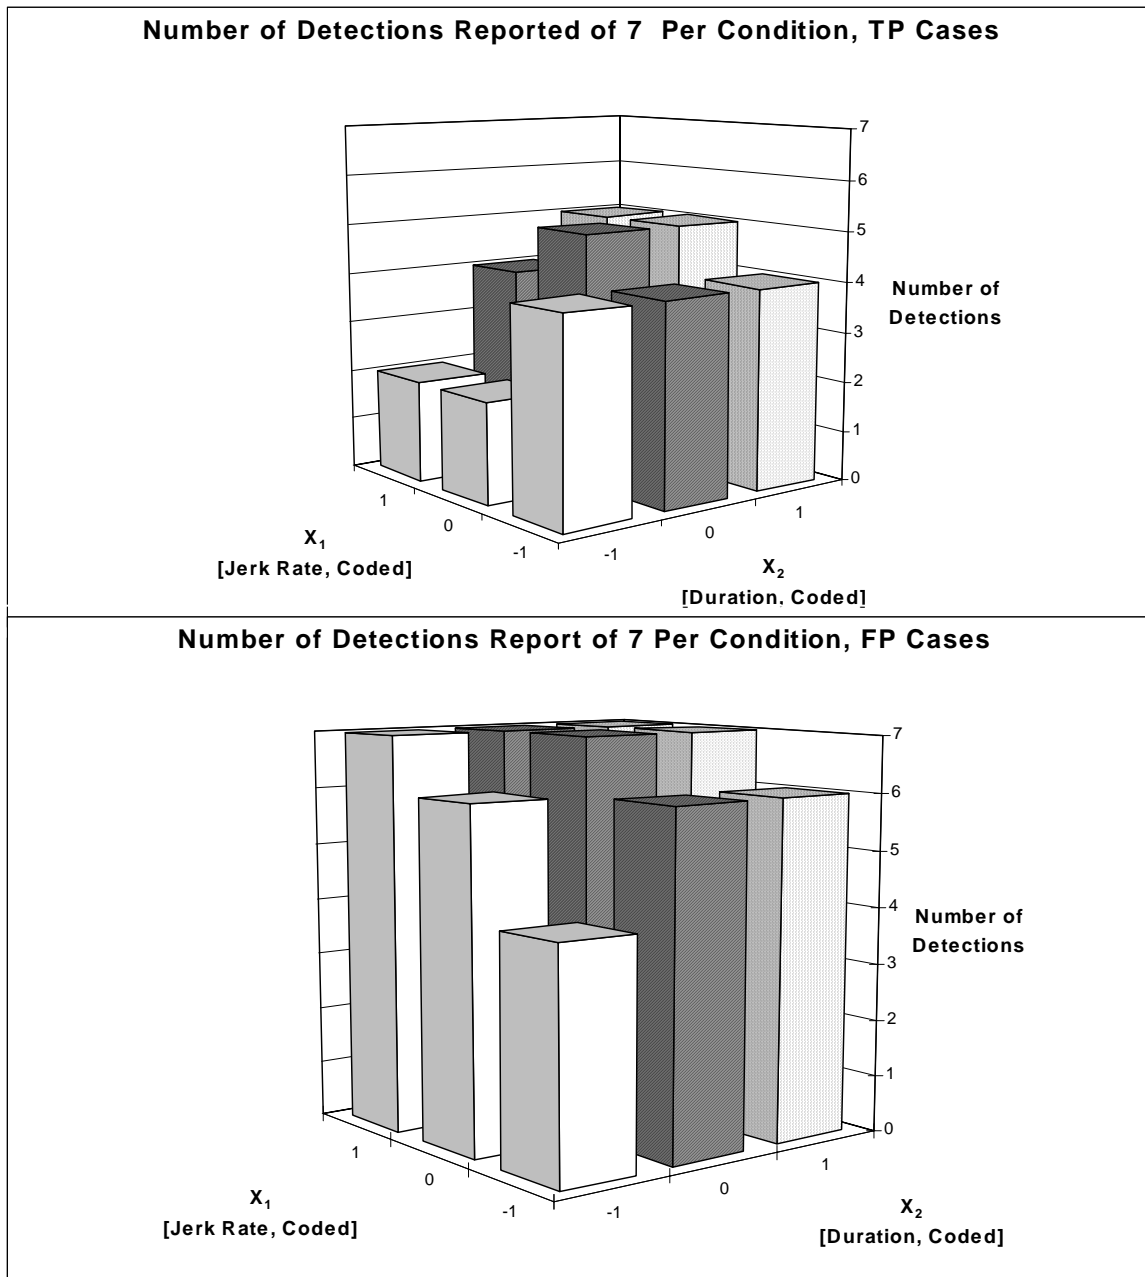 Number of Detections Reported of 7 Per Condition, TP Cases
7
6
5
4
3
2
1
0
Number of
Detections
1
0
-1
X1
[Jerk Rate, Coded]
-1
0
1
X2
[Duration, Coded]
Number of Detections Report of 7 Per Condition, FP Cases
7
6
5
4
3
2
1
0
Number of
Detections
1
0
-1
X1
[Jerk Rate, Coded]
-1
0
1
X2
[Duration, Coded]